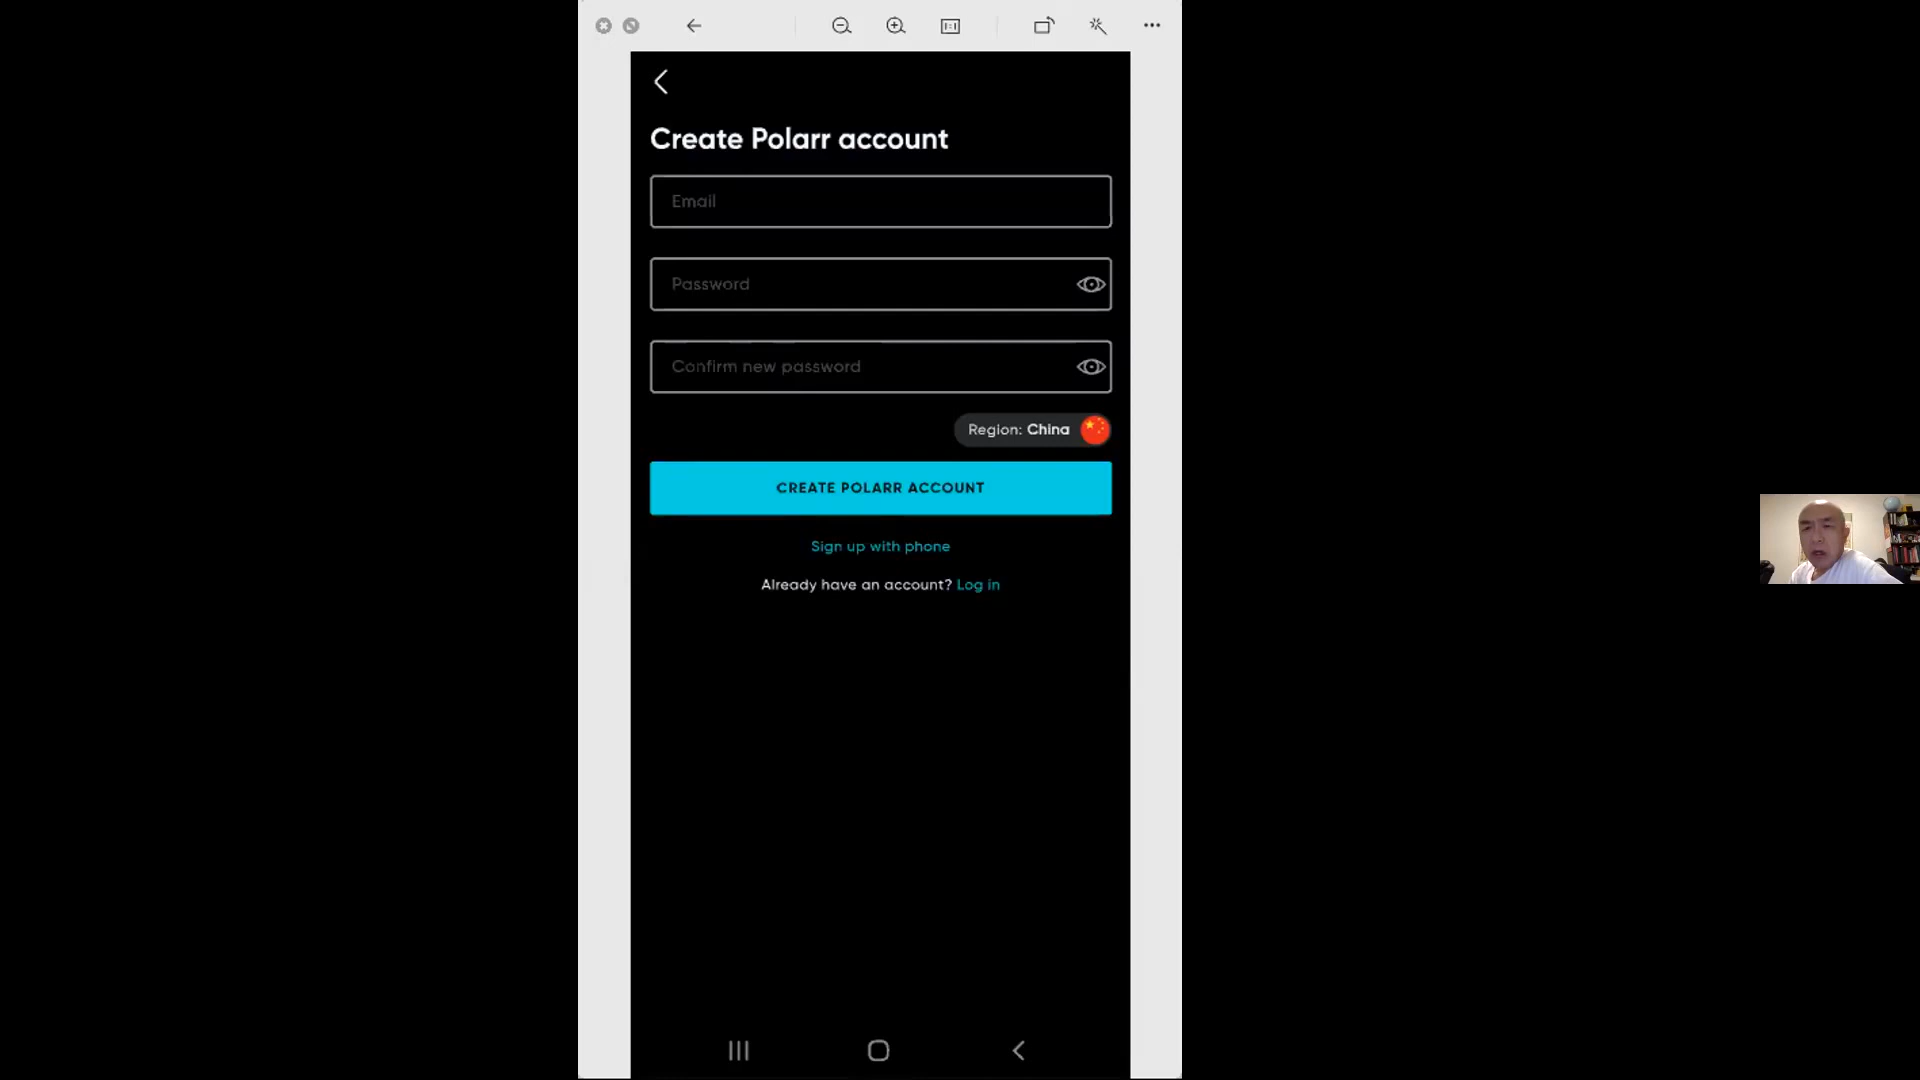 Create Polarr account
Email
Password
Confirm new password
Region: China
CREATE POLARR ACCOUNT
Sign up with phone
Already have an account? Log in